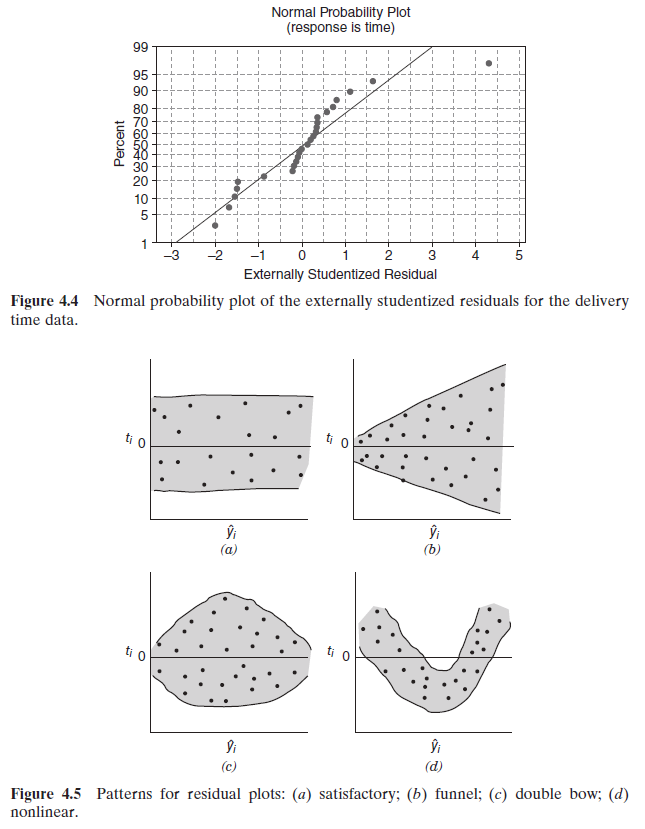 Normal Probability Plot
(response is time)
99
95
90
80
70
60
50
40
30
20
10
5
1
Percent
−3 −2 −1 0 1 2 3 4 5
Externally Studentized Residual
Figure 4.4 Normal probability plot of the externally studentized residuals for the delivery
time data.
tᵢ 0
ŷᵢ
(a)
tᵢ 0
ŷᵢ
(b)
tᵢ 0
ŷᵢ
(c)
tᵢ 0
ŷᵢ
(d)
Figure 4.5 Patterns for residual plots: (a) satisfactory; (b) funnel; (c) double bow; (d)
nonlinear.